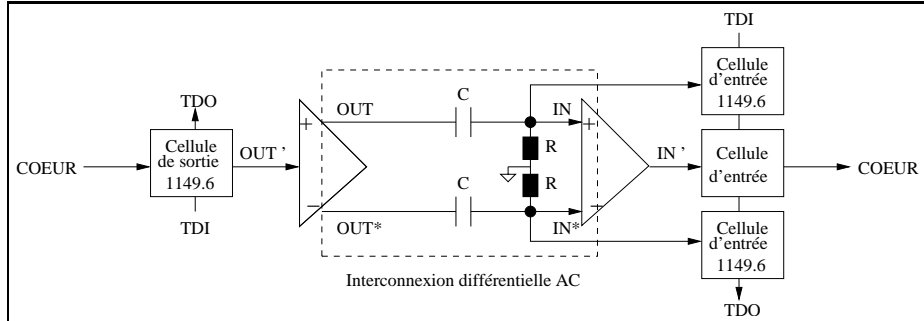 TDI
Cellule
d'entrée
1149.6
TDO
OUT
C
IN
Cellule
de sortie
1149.6
COEUR
OUT '
+
+
R
IN '
Cellule
d'entrée
COEUR
R
C
TDI
−
−
OUT*
IN*
Cellule
d'entrée
1149.6
Interconnexion différentielle AC
TDO